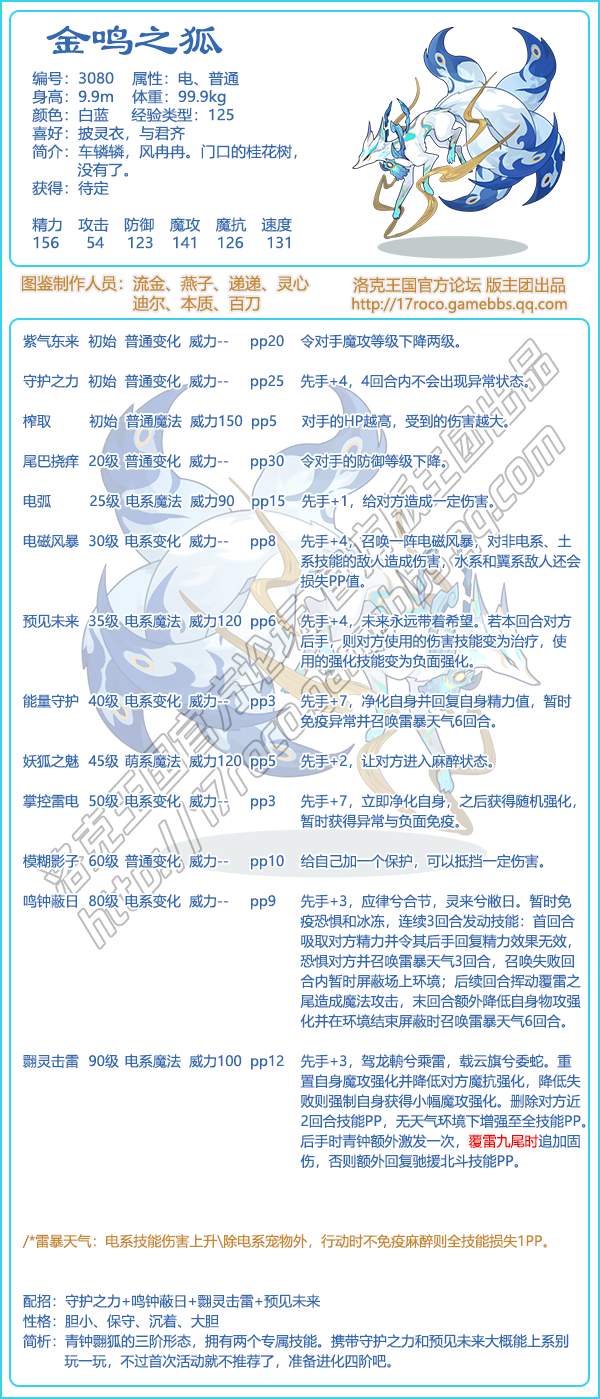 金鸣之狐
编号：3080 属性：电、普通
身高：9.9m 体重：99.9kg
颜色：白蓝 经验类型：125
喜好：披灵衣，与君齐
简介：车辚辚，风冉冉。门口的桂花树，
没有了。
获得：待定
精力 攻击 防御 魔攻 魔抗 速度
156 54 123 141 126 131
图鉴制作人员：流金、燕子、递递、灵心
迪尔、本质、百刀
洛克王国官方论坛 版主团出品
http://17roco.gamebbs.qq.com
紫气东来 初始 普通变化 威力-- pp20 令对手魔攻等级下降两级。
守护之力 初始 普通变化 威力-- pp25 先手+4，4回合内不会出现异常状态。
榨取 初始 普通魔法 威力150 pp5 对手的HP越高，受到的伤害越大。
尾巴挠痒 20级 普通变化 威力-- pp30 令对手的防御等级下降。
电弧 25级 电系魔法 威力90 pp15 先手+1，给对方造成一定伤害。
电磁风暴 30级 电系变化 威力-- pp8 先手+4，召唤一阵电磁风暴，对非电系、土
系技能的敌人造成伤害，水系和翼系敌人还会
损失PP值。
预见未来 35级 电系魔法 威力120 pp6 先手+4，未来永远带着希望。若本回合对方
后手，则对方使用的伤害技能变为治疗，使
用的强化技能变为负面强化。
能量守护 40级 电系变化 威力-- pp3 先手+7，净化自身并回复自身精力值，暂时
免疫异常并召唤雷暴天气6回合。
妖狐之魅 45级 萌系魔法 威力120 pp5 先手+2，让对方进入麻醉状态。
掌控雷电 50级 电系变化 威力-- pp3 先手+7，立即净化自身，之后获得随机强化，
暂时获得异常与负面免疫。
模糊影子 60级 普通变化 威力-- pp10 给自己加一个保护，可以抵挡一定伤害。
鸣钟蔽日 80级 电系变化 威力-- pp9 先手+3，应律兮合节，灵来兮敝日。暂时免
疫恐惧和冰冻，连续3回合发动技能：首回合
吸取对方精力并令其后手回复精力效果无效，
恐惧对方并召唤雷暴天气3回合，召唤失败回
合内暂时屏蔽场上环境；后续回合挥动覆雷之
尾造成魔法攻击，末回合额外降低自身物攻强
化并在环境结束屏蔽时召唤雷暴天气6回合。
翾灵击雷 90级 电系魔法 威力100 pp12 先手+3，驾龙輈兮乘雷，载云旗兮委蛇。重
置自身魔攻强化并降低对方魔抗强化，降低失
败则强制自身获得小幅魔攻强化。删除对方近
2回合技能PP，无天气环境下增强至全技能PP。
后手时青钟额外激发一次，覆雷九尾时追加固
伤，否则额外回复驰援北斗技能PP。
/*雷暴天气：电系技能伤害上升\除电系宠物外，行动时不免疫麻醉则全技能损失1PP。
配招：守护之力+鸣钟蔽日+翾灵击雷+预见未来
性格：胆小、保守、沉着、大胆
简析：青钟翾狐的三阶形态，拥有两个专属技能。携带守护之力和预见未来大概能上系别
玩一玩，不过首次活动就不推荐了，准备进化四阶吧。
洛克王国官方论坛 版主团出品
http://17roco.gamebbs.qq.com